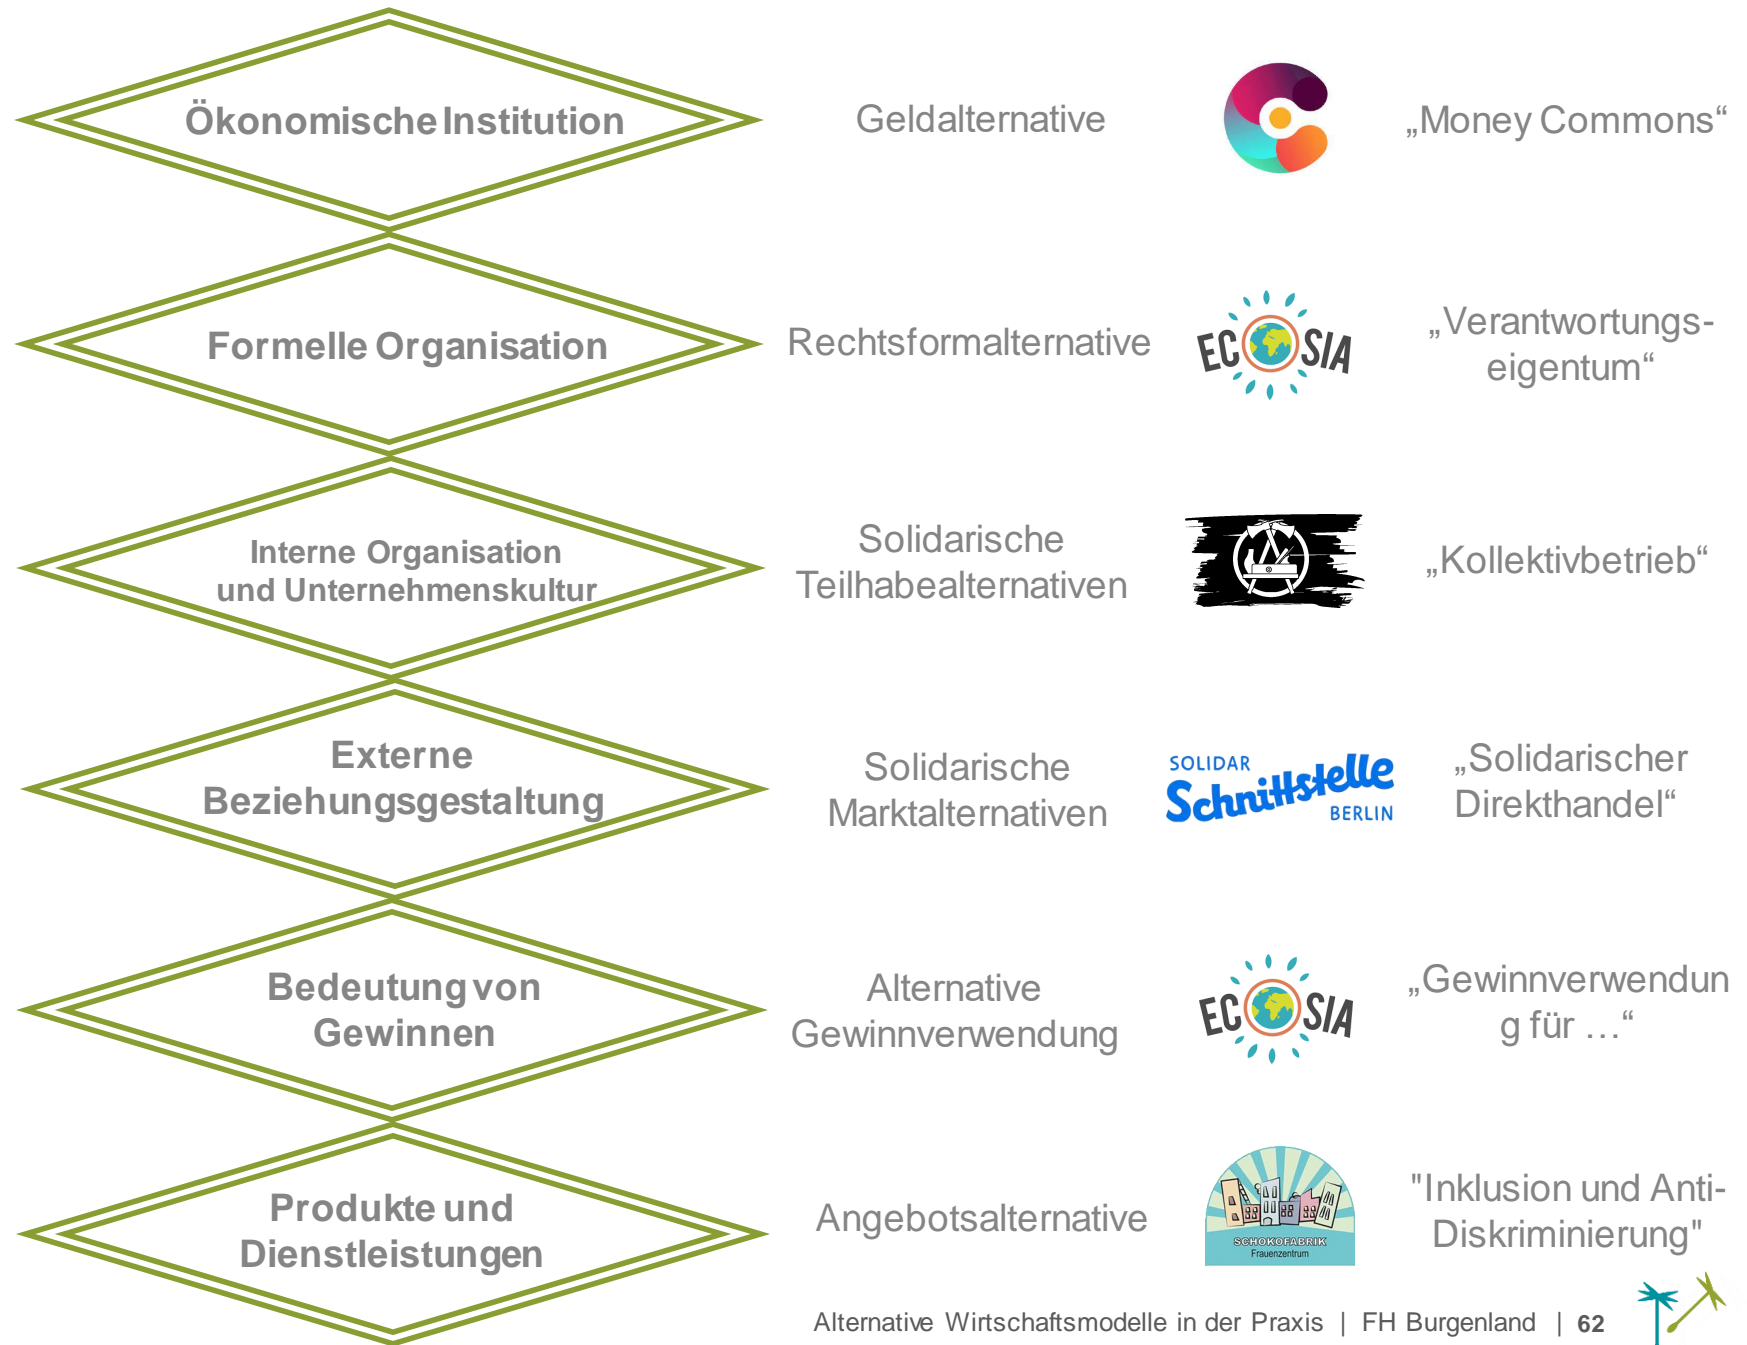 Ökonomische Institution
Geldalternative
„Money Commons“
Formelle Organisation
Rechtsformalternative
ECOSIA
„Verantwortungs-
eigentum“
Interne Organisation
und Unternehmenskultur
Solidarische
Teilhabealternativen
„Kollektivbetrieb“
Externe
Beziehungsgestaltung
Solidarische
Marktalternativen
SOLIDAR
Schnittstelle
BERLIN
„Solidarischer
Direkthandel“
Bedeutung von
Gewinnen
Alternative
Gewinnverwendung
ECOSIA
„Gewinnverwendun
g für …“
Produkte und
Dienstleistungen
Angebotsalternative
SCHOKOFABRIK
Frauenzentrum
"Inklusion und Anti-
Diskriminierung"
Alternative Wirtschaftsmodelle in der Praxis | FH Burgenland | 62